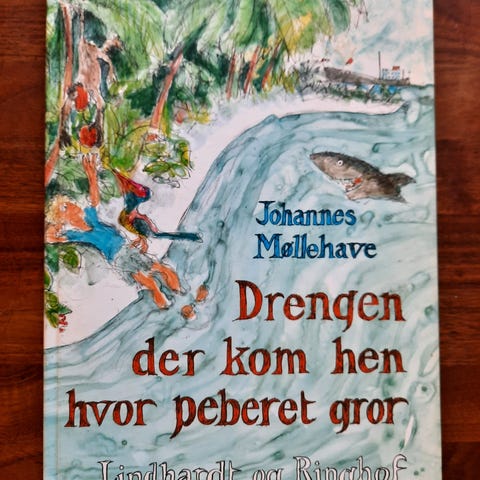 Johannes
Møllehave
Drengen
der kom hen
hvor peberet gror
Lindhardt og Ringhof